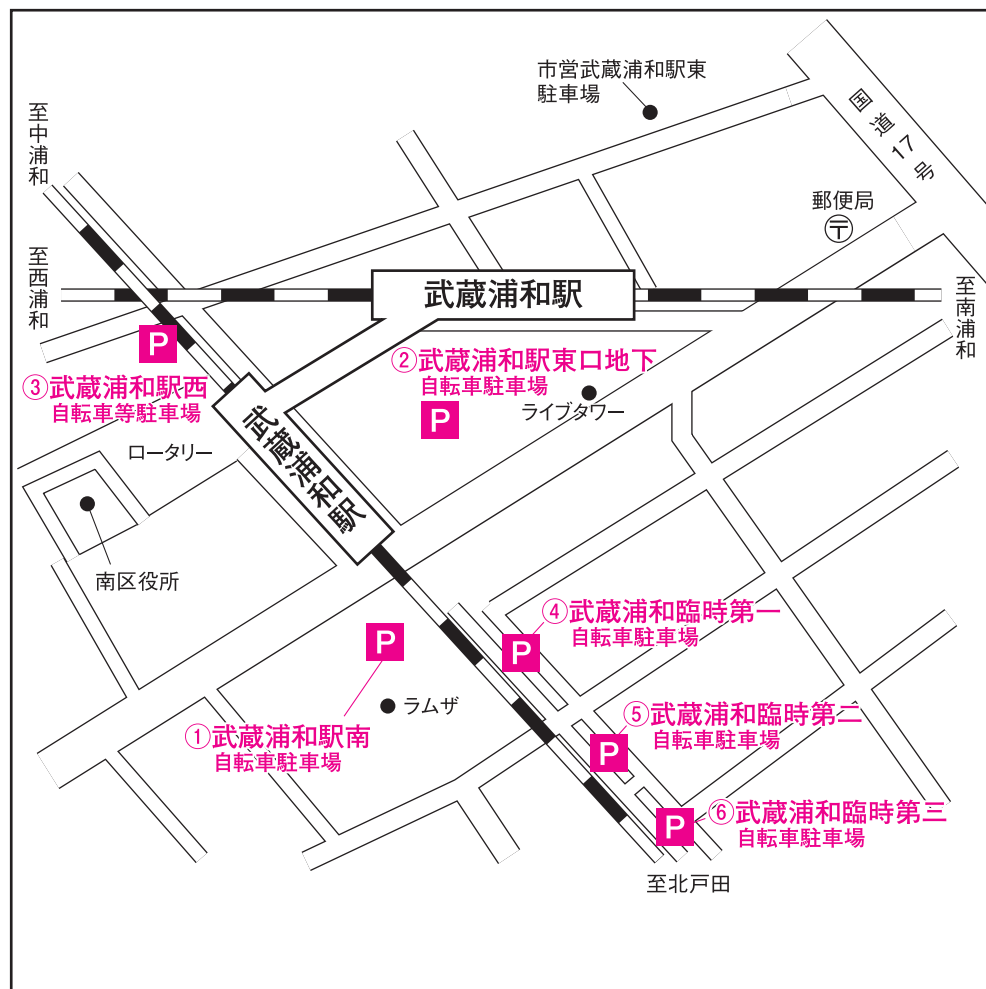 市営武蔵浦和駅東
駐車場
国道17号
至中浦和
郵便局
〒
至西浦和
武蔵浦和駅
至南浦和
P
②武蔵浦和駅東口地下
自転車駐車場
P
ライブタワー
③武蔵浦和駅西
自転車等駐車場
武蔵浦和駅
ロータリー
南区役所
④武蔵浦和臨時第一
自転車駐車場
P
P
ラムザ
①武蔵浦和駅南
自転車駐車場
⑤武蔵浦和臨時第二
自転車駐車場
P
⑥武蔵浦和臨時第三
自転車駐車場
P
至北戸田